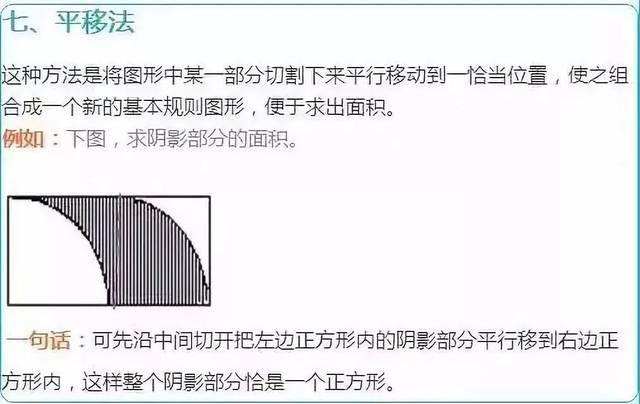 七、平移法
这种方法是将图形中某一部分切割下来平行移动到一恰当位置，使之组
合成一个新的基本规则图形，便于求出面积。
例如：下图，求阴影部分的面积。
一句话：可先沿中间切开把左边正方形内的阴影部分平行移到右边正
方形内，这样整个阴影部分恰是一个正方形。